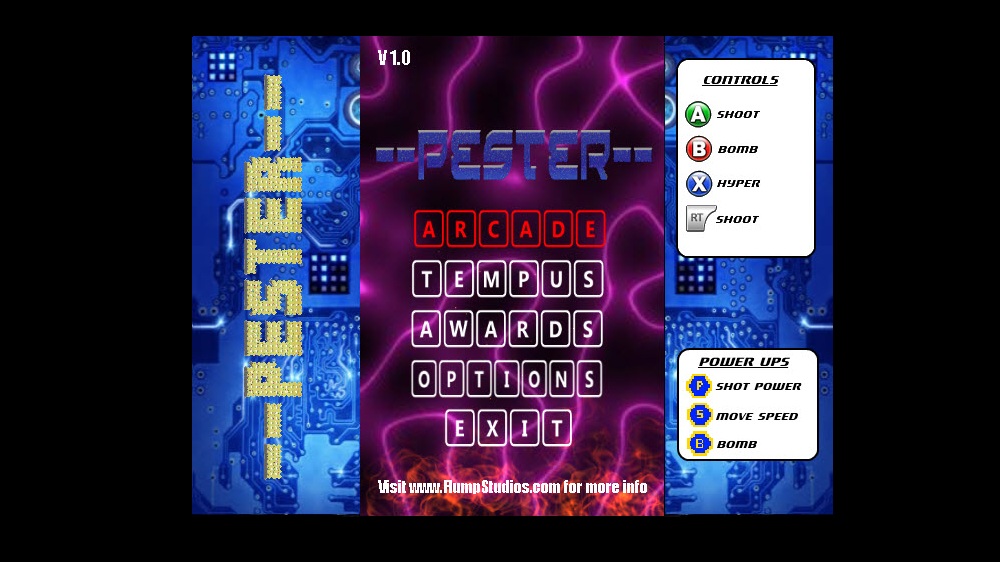 --PESTER--
V 1.0
--PESTER--
ARCADE
TEMPUS
AWARDS
OPTIONS
EXIT
Visit www.FlumpStudios.com for more info
CONTROLS
A SHOOT
B BOMB
X HYPER
RT SHOOT
POWER UPS
P SHOT POWER
S MOVE SPEED
B BOMB